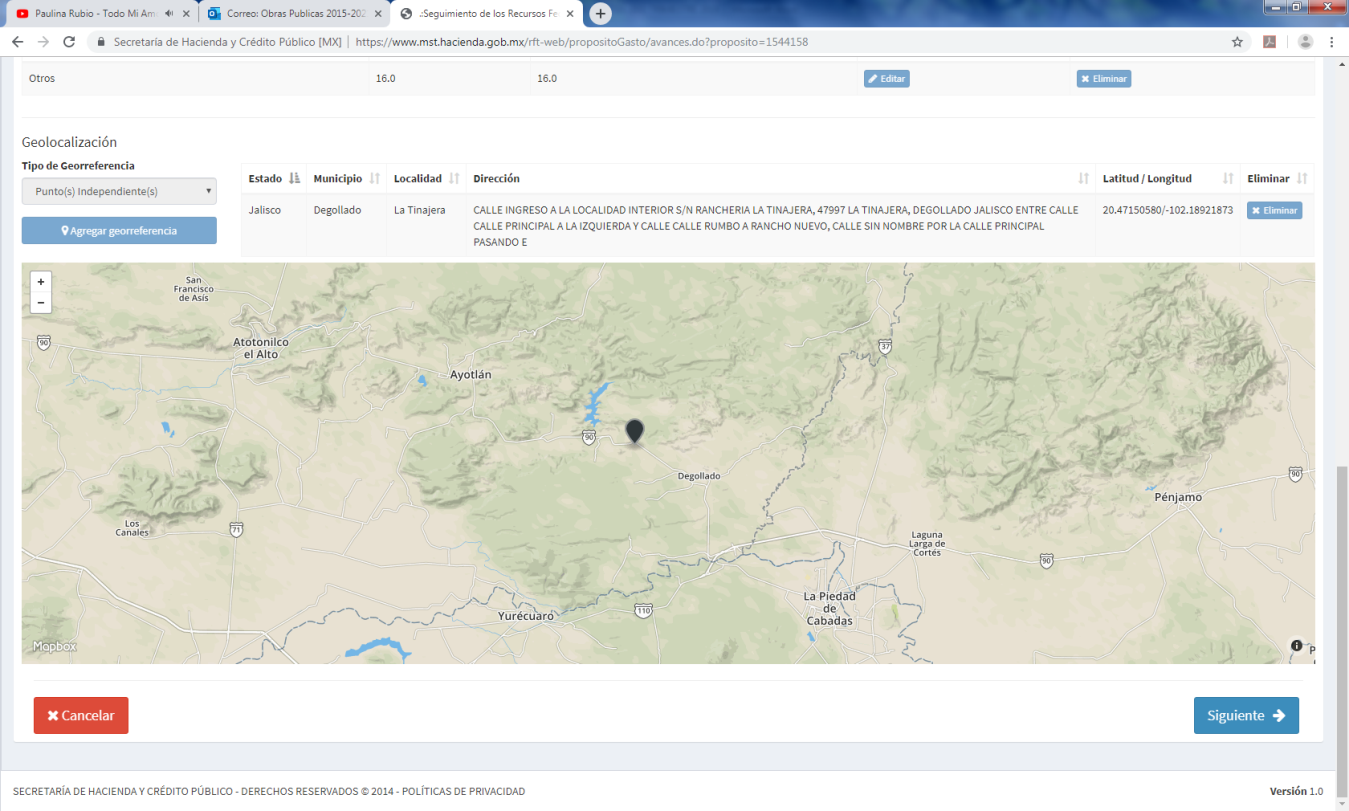 Paulina Rubio - Todo Mi Am
Correo: Obras Publicas 2015-202
::Seguimiento de los Recursos Fe
Secretaría de Hacienda y Crédito Público [MX] | https://www.mst.hacienda.gob.mx/rft-web/propositoGasto/avances.do?proposito=1544158
Otros 16.0 16.0 Editar Eliminar
Geolocalización
Tipo de Georreferencia
Punto(s) Independiente(s)
Agregar georreferencia
Estado Municipio Localidad Dirección Latitud / Longitud Eliminar
Jalisco Degollado La Tinajera CALLE INGRESO A LA LOCALIDAD INTERIOR S/N RANCHERIA LA TINAJERA, 47997 LA TINAJERA, DEGOLLADO JALISCO ENTRE CALLE 20.47150580/-102.18921873 Eliminar
CALLE PRINCIPAL A LA IZQUIERDA Y CALLE CALLE RUMBO A RANCHO NUEVO, CALLE SIN NOMBRE POR LA CALLE PRINCIPAL
PASANDO E
+
−
San
Francisco
de Asís
90
Atotonilco
el Alto
37
Ayotlán
90
Degollado
90
Pénjamo
Los
Canales
71
Laguna
Larga de
Cortés
90
La Piedad
de
Cabadas
Yurécuaro
110
Mapbox
P
Cancelar
Siguiente
SECRETARÍA DE HACIENDA Y CRÉDITO PÚBLICO - DERECHOS RESERVADOS © 2014 - POLÍTICAS DE PRIVACIDAD
Versión 1.0